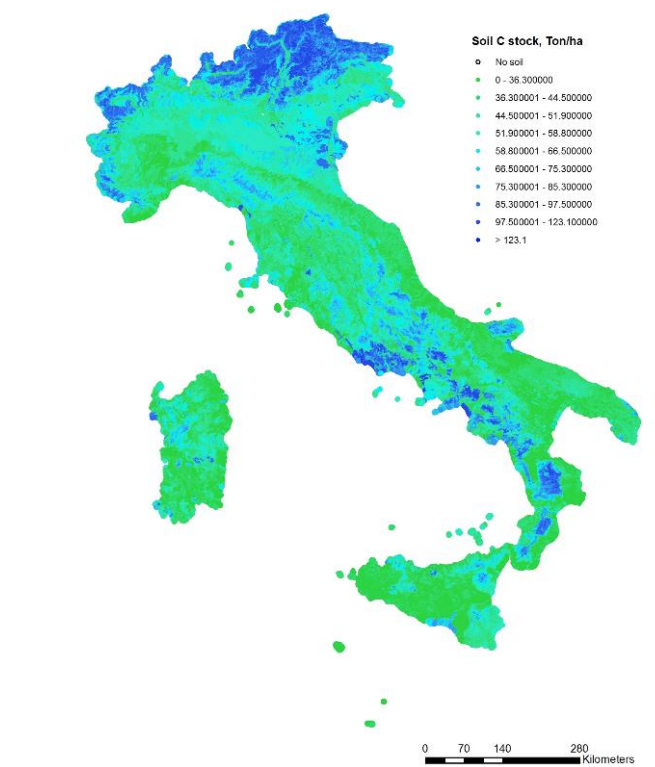 Soil C stock, Ton/ha
No soil
0 - 36.300000
36.300001 - 44.500000
44.500001 - 51.900000
51.900001 - 58.800000
58.800001 - 66.500000
66.500001 - 75.300000
75.300001 - 85.300000
85.300001 - 97.500000
97.500001 - 123.100000
> 123.1
0 70 140 280
Kilometers